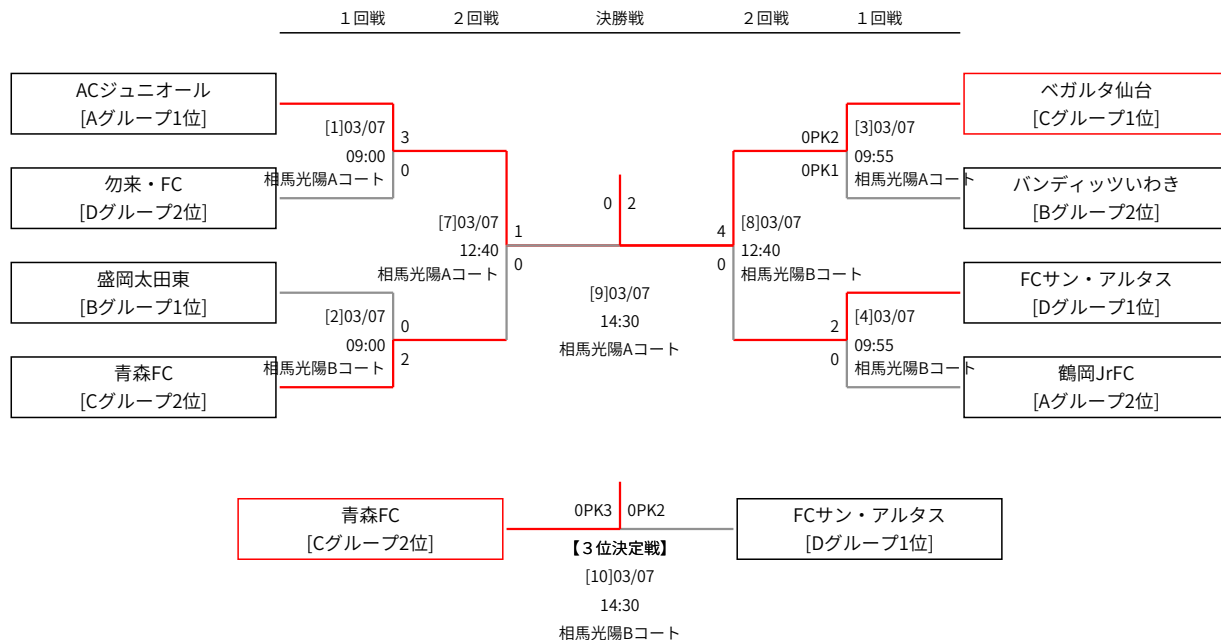 １回戦 ２回戦 決勝戦 ２回戦 １回戦
ACジュニオール
[Aグループ1位]
勿来・FC
[Dグループ2位]
盛岡太田東
[Bグループ1位]
青森FC
[Cグループ2位]
[1]03/07
09:00
相馬光陽Aコート
3
0
[2]03/07
09:00
相馬光陽Bコート
0
2
[7]03/07
12:40
相馬光陽Aコート
1
0
0 2
[9]03/07
14:30
相馬光陽Aコート
4
0
[8]03/07
12:40
相馬光陽Bコート
0PK2
0PK1
[3]03/07
09:55
相馬光陽Aコート
2
0
[4]03/07
09:55
相馬光陽Bコート
ベガルタ仙台
[Cグループ1位]
バンディッツいわき
[Bグループ2位]
FCサン・アルタス
[Dグループ1位]
鶴岡JrFC
[Aグループ2位]
青森FC
[Cグループ2位]
0PK3 0PK2
【３位決定戦】
[10]03/07
14:30
相馬光陽Bコート
FCサン・アルタス
[Dグループ1位]